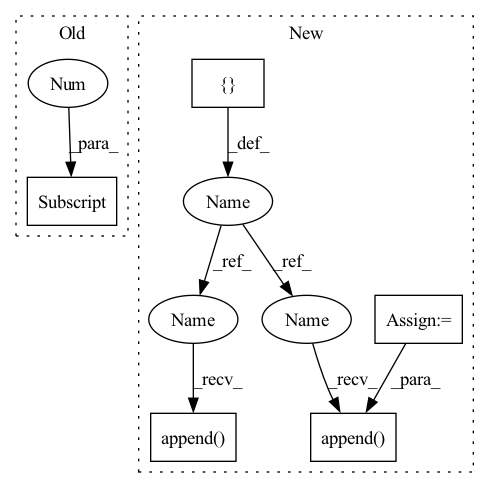 Old
New
Num
{}
_para_
_def_
Subscript
Name
_ref_
_ref_
Name
Name
Assign:=
_recv_
_recv_
_para_
append()
append()